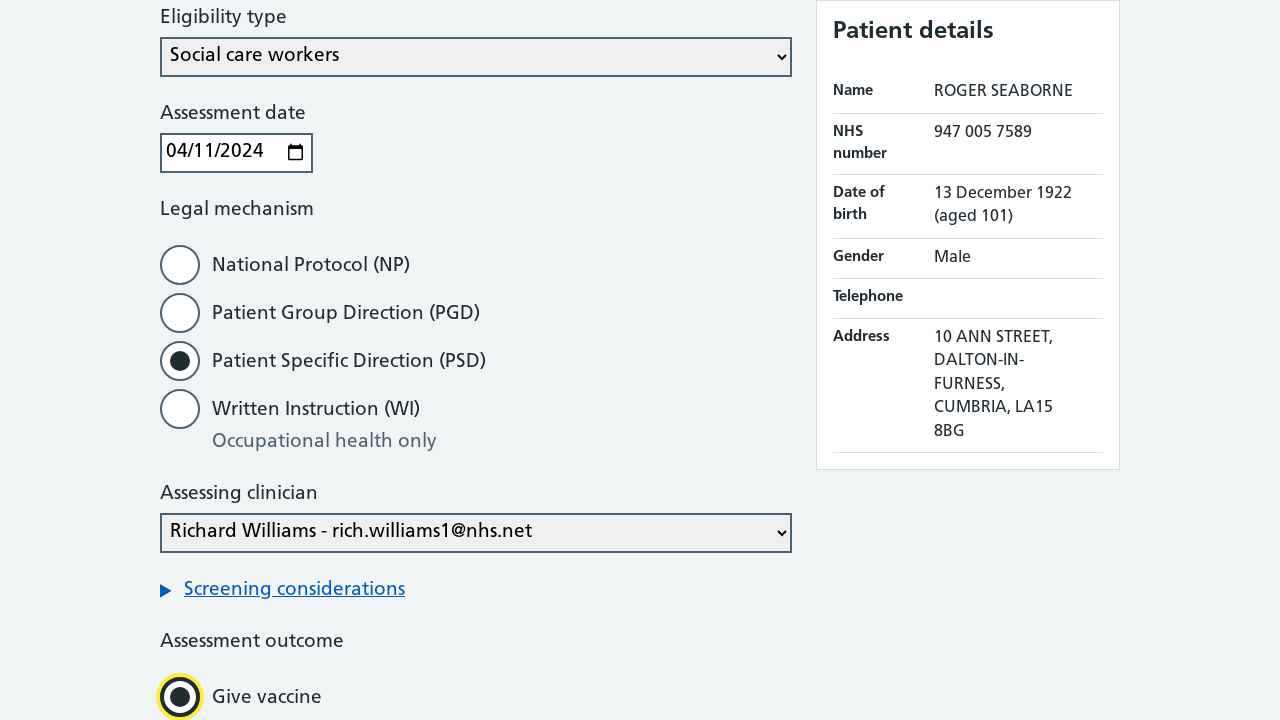 Eligibility type
Social care workers
Assessment date
04/11/2024
Legal mechanism
National Protocol (NP)
Patient Group Direction (PGD)
Patient Specific Direction (PSD)
Written Instruction (WI)
Occupational health only
Assessing clinician
Richard Williams - rich.williams1@nhs.net
Screening considerations
Assessment outcome
Give vaccine
Patient details
Name ROGER SEABORNE
NHS number 947 005 7589
Date of birth 13 December 1922
(aged 101)
Gender Male
Telephone
Address 10 ANN STREET,
DALTON-IN-
FURNESS,
CUMBRIA, LA15
8BG